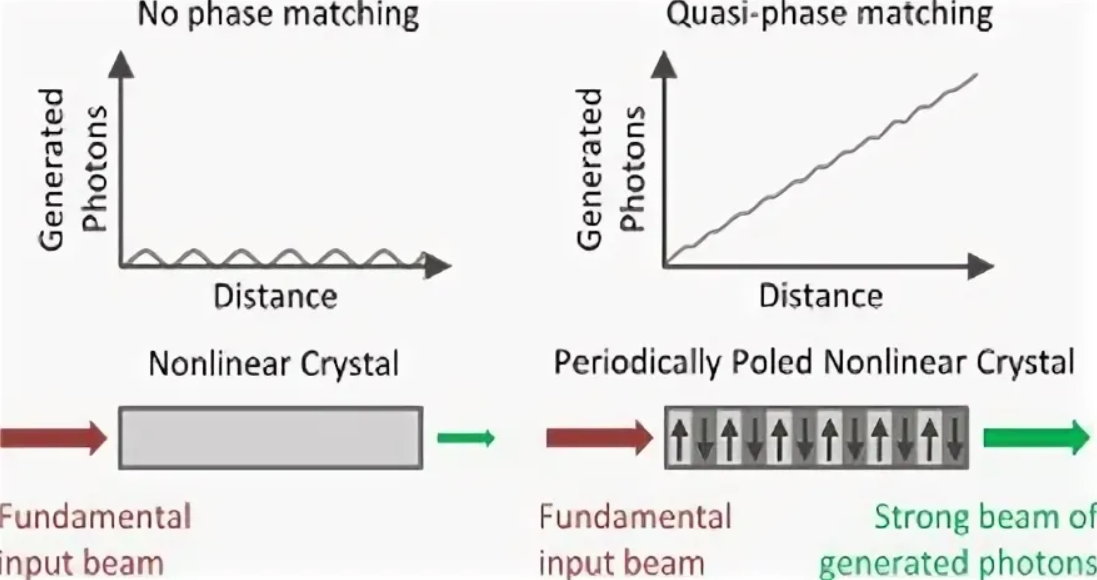 No phase matching
Generated
Photons
Distance
Nonlinear Crystal
Fundamental
input beam
Quasi-phase matching
Generated
Photons
Distance
Periodically Poled Nonlinear Crystal
Fundamental
input beam
Strong beam of
generated photons